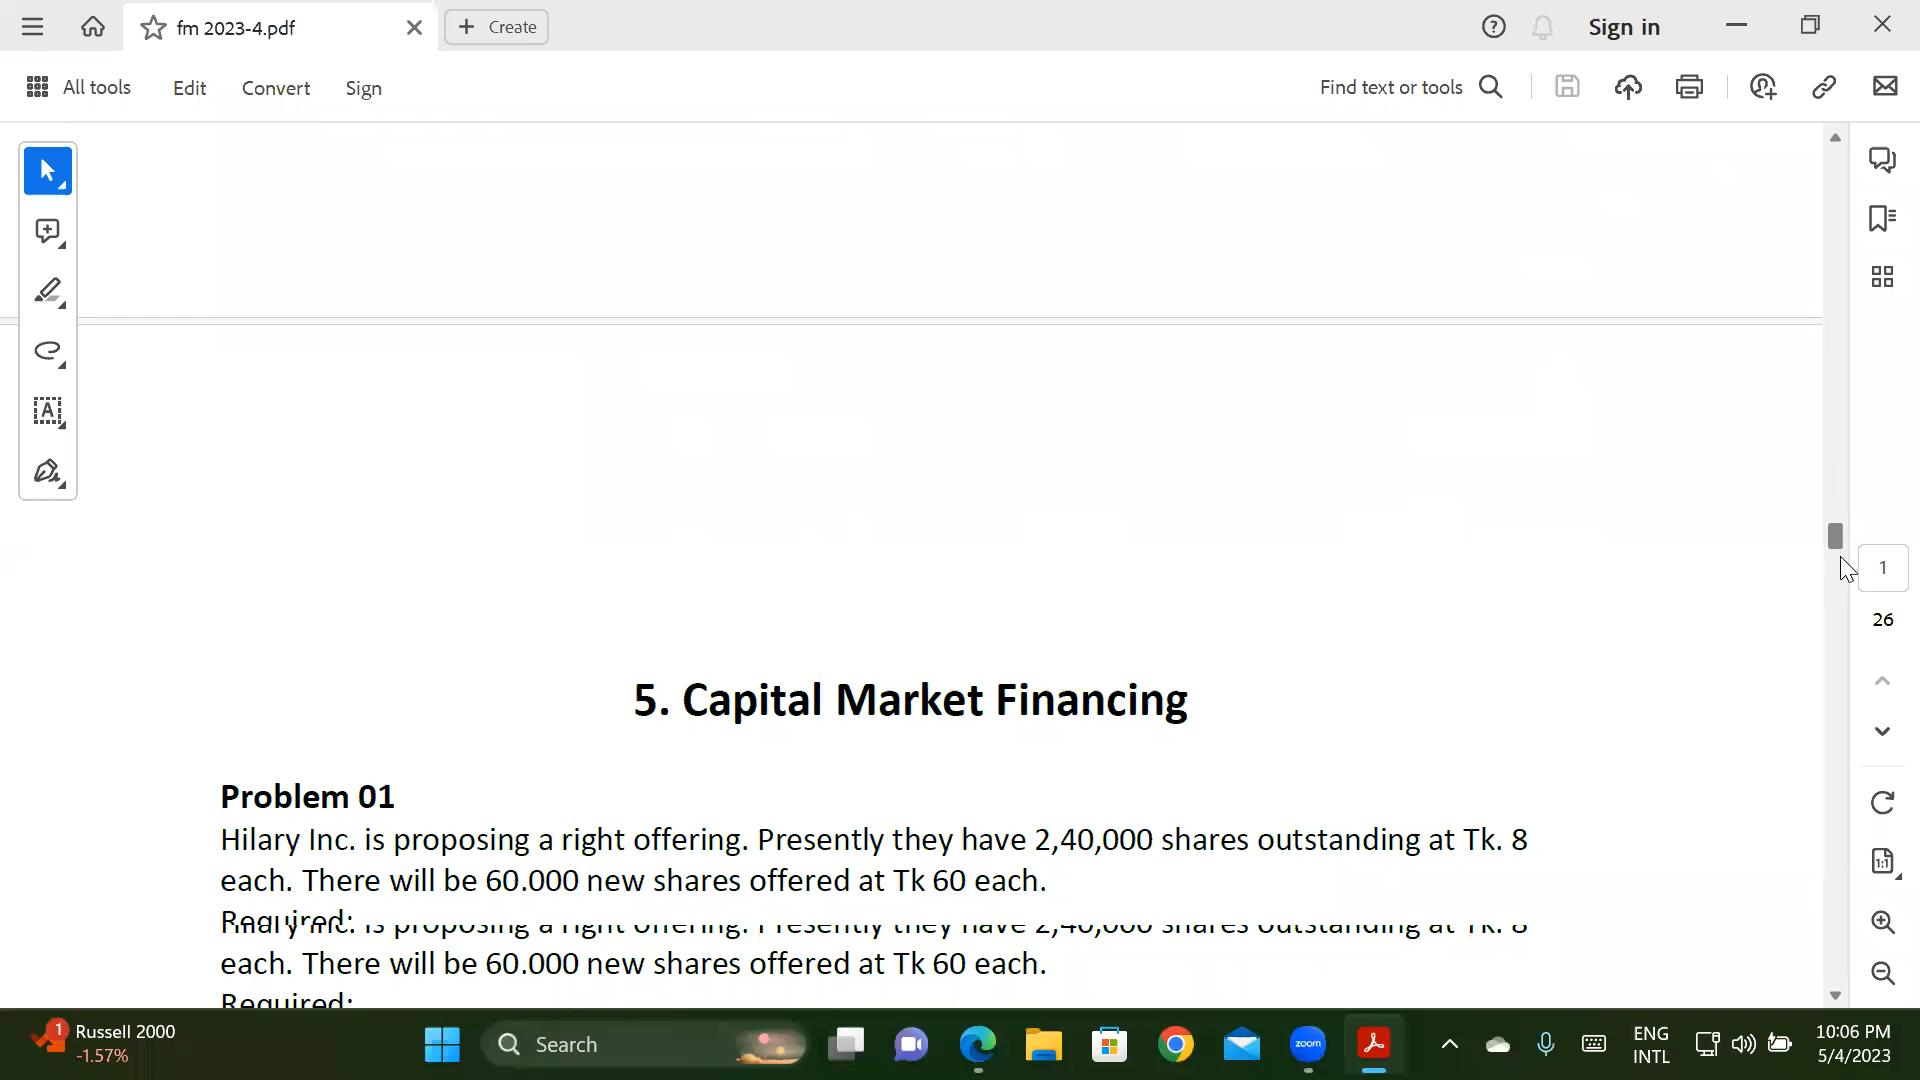 fm 2023-4.pdf
Create
Sign in
All tools
Edit
Convert
Sign
Find text or tools
1
26
5. Capital Market Financing
Problem 01
Hilary Inc. is proposing a right offering. Presently they have 2,40,000 shares outstanding at Tk. 8
each. There will be 60.000 new shares offered at Tk 60 each.
Required:
each. There will be 60.000 new shares offered at Tk 60 each.
Required:
1
Russell 2000
-1.57%
Search
zoom
ENG
INTL
10:06 PM
5/4/2023